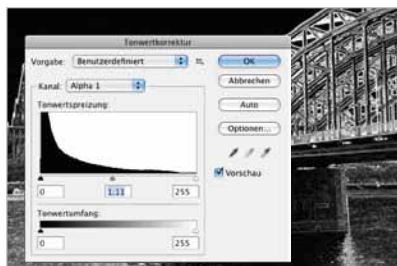 Tonwertkorrektur
Vorgabe: Benutzerdefiniert
OK
Abbrechen
Kanal: Alpha 1
Auto
Tonwertspreizung:
Optionen...
Vorschau
0 1,11 255
Tonwertumfang:
0 255